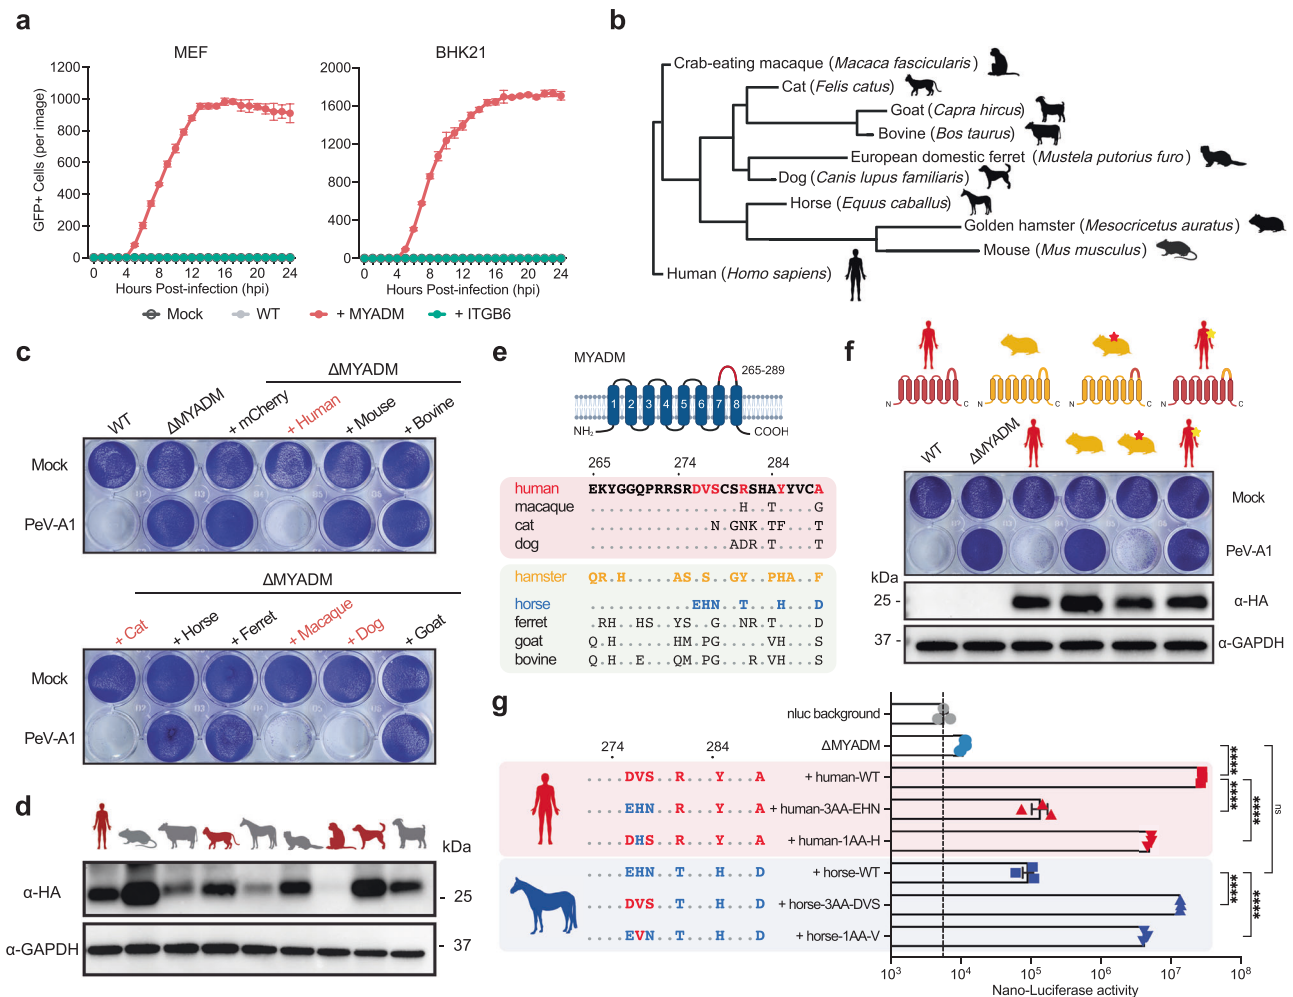 a
MEF
BHK21
GFP+ Cells (per image)
1200
1000
800
600
400
200
0
2000
1600
1200
800
400
0
0 4 8 12 16 20 24
0 4 8 12 16 20 24
Hours Post-infection (hpi)
Hours Post-infection (hpi)
Mock WT + MYADM + ITGB6
b
Crab-eating macaque (Macaca fascicularis)
Cat (Felis catus)
Goat (Capra hircus)
Bovine (Bos taurus)
European domestic ferret (Mustela putorius furo)
Dog (Canis lupus familiaris)
Horse (Equus caballus)
Golden hamster (Mesocricetus auratus)
Mouse (Mus musculus)
Human (Homo sapiens)
c
ΔMYADM
WT ΔMYADM + mCherry + Human + Mouse + Bovine
Mock
PeV-A1
ΔMYADM
+ Cat + Horse + Ferret + Macaque + Dog + Goat
Mock
PeV-A1
d
kDa
α-HA
- 25
α-GAPDH
- 37
e
MYADM
265-289
1 2 3 4 5 6 7 8
NH₂
COOH
265 274 284
human EKYGGQPRRSRDVSCSRSHAYYVCA
macaque ................H..T....G
cat .............N.GNK.TF...T
dog ...............ADR.T....T
hamster QR.H......AS.S..GY..PHA..F
horse ...........EHN..T...H...D
ferret .RH..HS..YS..G..NR.T....D
goat Q.H.......HM.PG....VH...S
bovine Q.H..E....QM.PG....R.VH...S
f
N C N C N C N C
WT ΔMYADM
Mock
PeV-A1
kDa
25 -
α-HA
37 -
α-GAPDH
g
274 284
nluc background
ΔMYADM
....DVS..R...Y...A + human-WT
....EHN..R...Y...A + human-3AA-EHN
....DHS..R...Y...A + human-1AA-H
....EHN..T...H...D + horse-WT
....DVS..T...H...D + horse-3AA-DVS
....EVN..T...H...D + horse-1AA-V
****
****
****
ns
****
****
10³ 10⁴ 10⁵ 10⁶ 10⁷ 10⁸
Nano-Luciferase activity